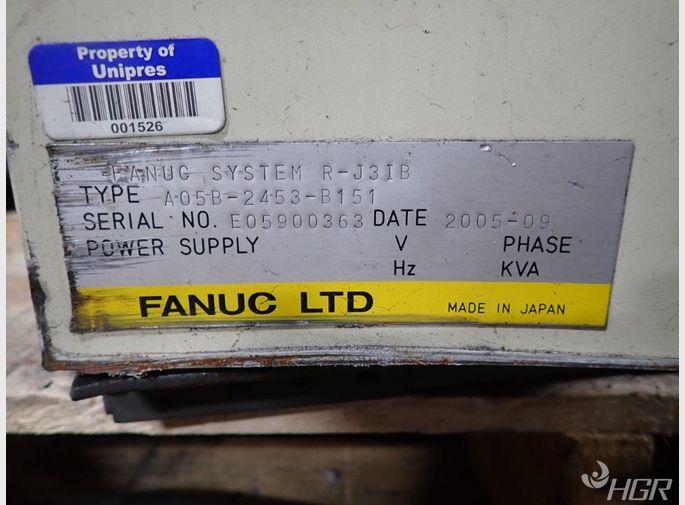 Property of
Unipres
001526
FANUC SYSTEM R-J3IB
TYPE A05B-2453-B151
SERIAL NO. E05900363 DATE 2005-09
POWER SUPPLY V PHASE
Hz KVA
FANUC LTD MADE IN JAPAN
HGR